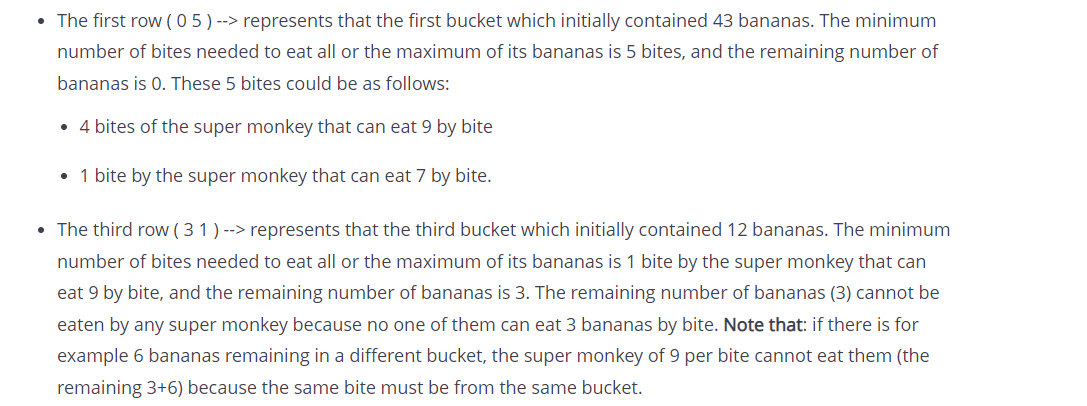 • The first row ( 0 5 ) --> represents that the first bucket which initially contained 43 bananas. The minimum
number of bites needed to eat all or the maximum of its bananas is 5 bites, and the remaining number of
bananas is 0. These 5 bites could be as follows:
• 4 bites of the super monkey that can eat 9 by bite
• 1 bite by the super monkey that can eat 7 by bite.
• The third row ( 3 1 ) --> represents that the third bucket which initially contained 12 bananas. The minimum
number of bites needed to eat all or the maximum of its bananas is 1 bite by the super monkey that can
eat 9 by bite, and the remaining number of bananas is 3. The remaining number of bananas (3) cannot be
eaten by any super monkey because no one of them can eat 3 bananas by bite. Note that: if there is for
example 6 bananas remaining in a different bucket, the super monkey of 9 per bite cannot eat them (the
remaining 3+6) because the same bite must be from the same bucket.